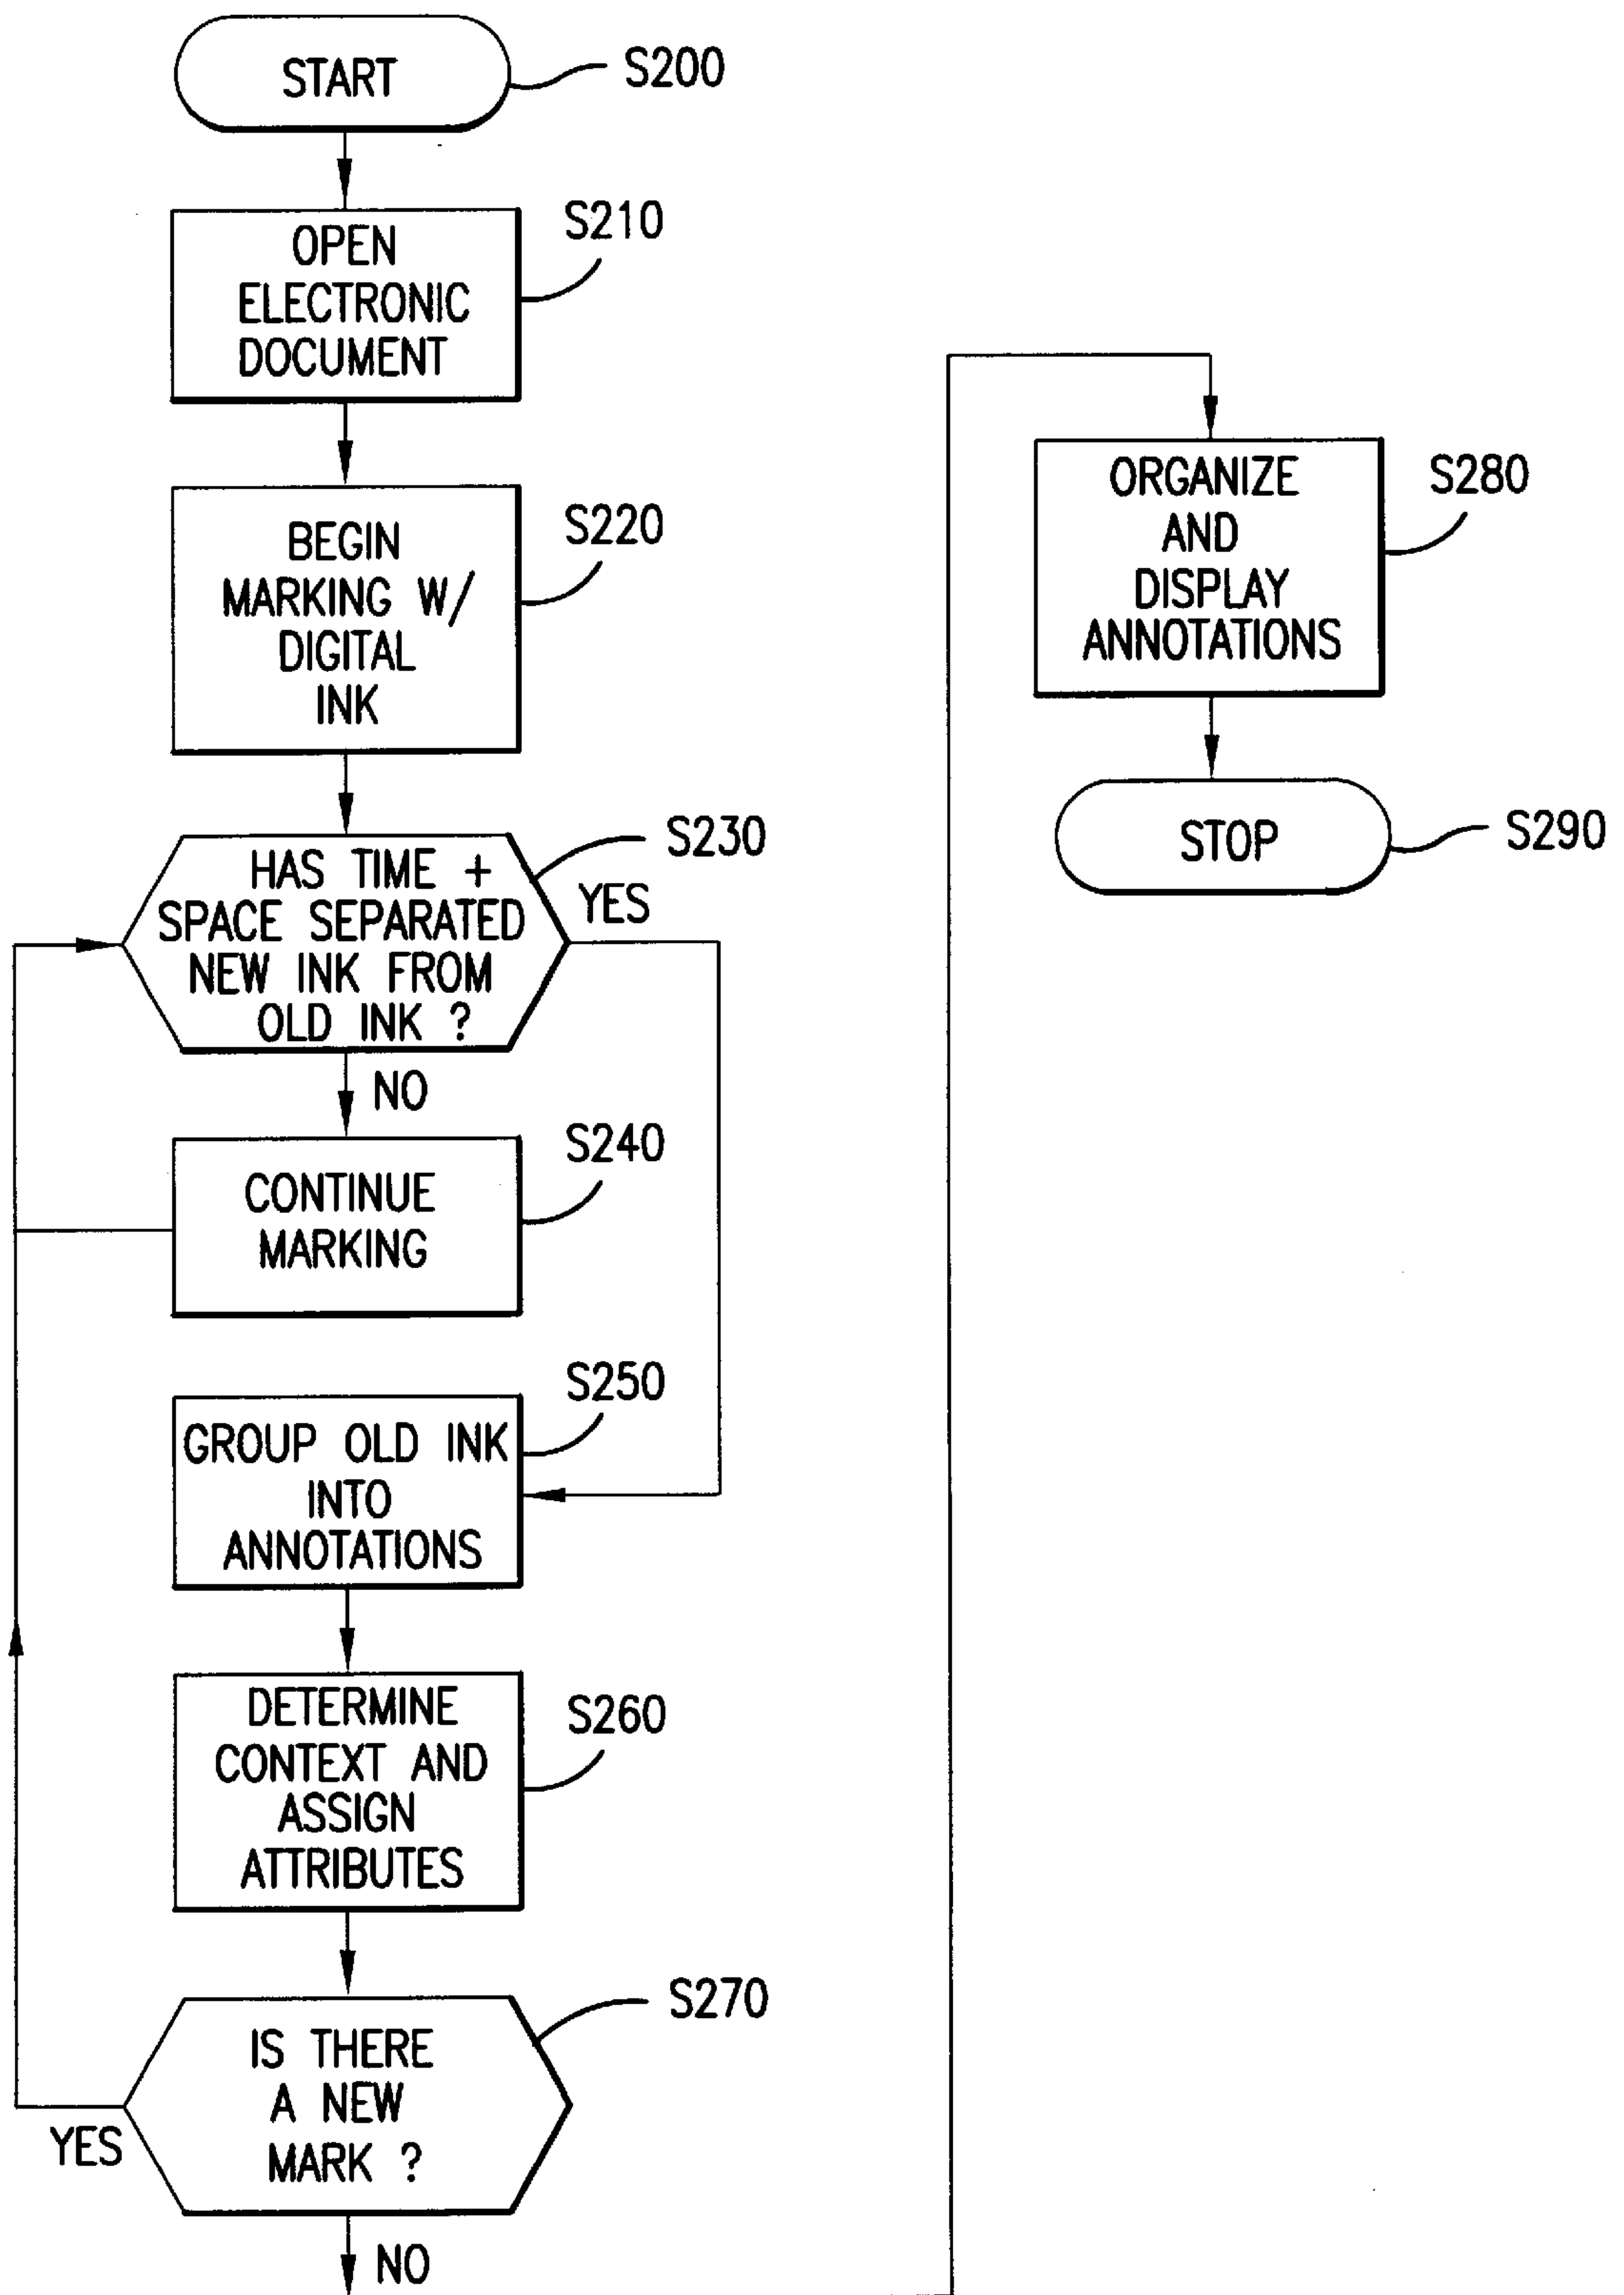 START
S200
OPEN
ELECTRONIC
DOCUMENT
S210
BEGIN
MARKING W/
DIGITAL
INK
S220
HAS TIME +
SPACE SEPARATED
NEW INK FROM
OLD INK ?
S230
YES
NO
CONTINUE
MARKING
S240
GROUP OLD INK
INTO
ANNOTATIONS
S250
DETERMINE
CONTEXT AND
ASSIGN
ATTRIBUTES
S260
IS THERE
A NEW
MARK ?
S270
YES
NO
ORGANIZE
AND
DISPLAY
ANNOTATIONS
S280
STOP
S290